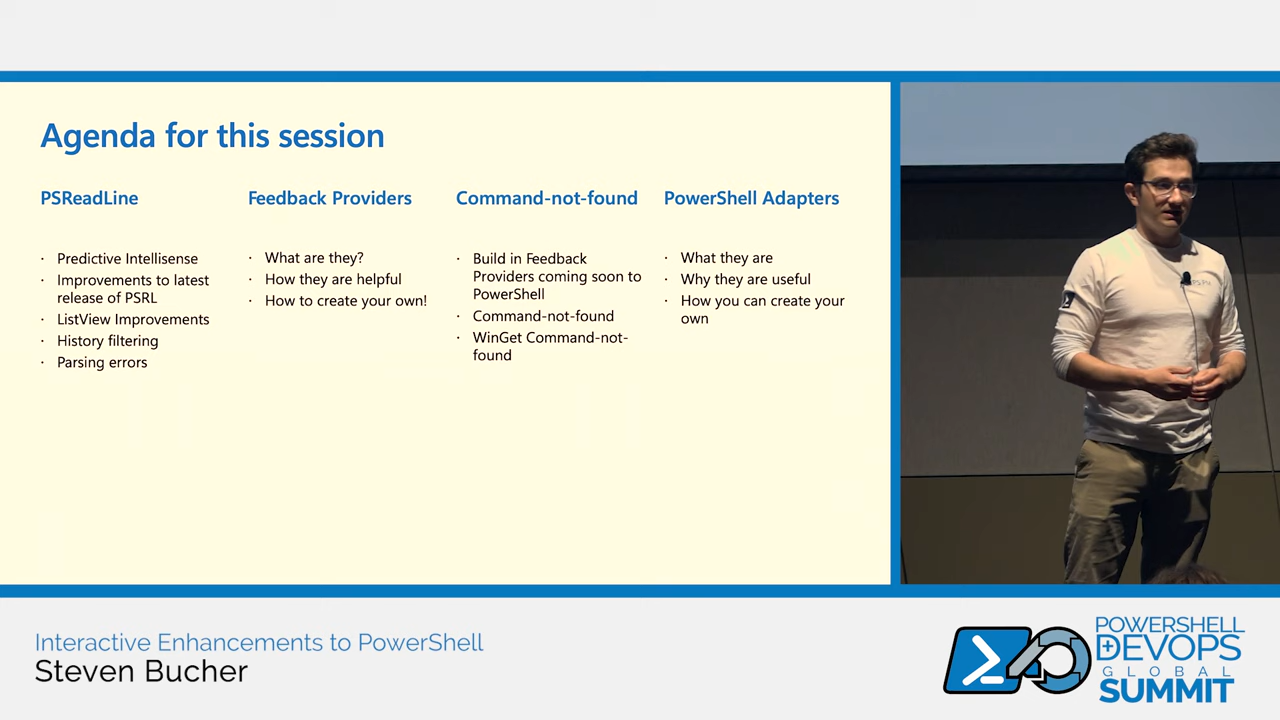 Agenda for this session
PSReadLine
· Predictive Intellisense
· Improvements to latest
release of PSRL
· ListView Improvements
· History filtering
· Parsing errors
Feedback Providers
· What are they?
· How they are helpful
· How to create your own!
Command-not-found
· Build in Feedback
Providers coming soon to
PowerShell
· Command-not-found
· WinGet Command-not-
found
PowerShell Adapters
· What they are
· Why they are useful
· How you can create your
own
Interactive Enhancements to PowerShell
Steven Bucher
POWERSHELL
DEVOPS
GLOBAL
SUMMIT